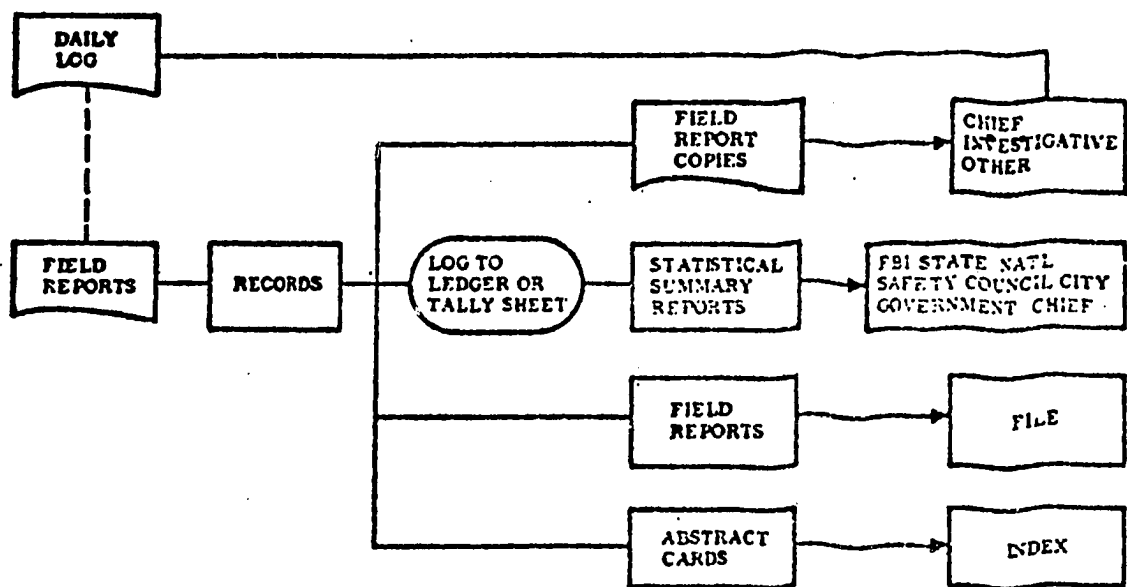 DAILY
LOG
FIELD
REPORT
COPIES
CHIEF
INVESTIGATIVE
OTHER
FIELD
REPORTS
RECORDS
LOG TO
LEDGER OR
TALLY SHEET
STATISTICAL
SUMMARY
REPORTS
FBI STATE NATL
SAFETY COUNCIL CITY
GOVERNMENT CHIEF
FIELD
REPORTS
FILE
ABSTRACT
CARDS
INDEX